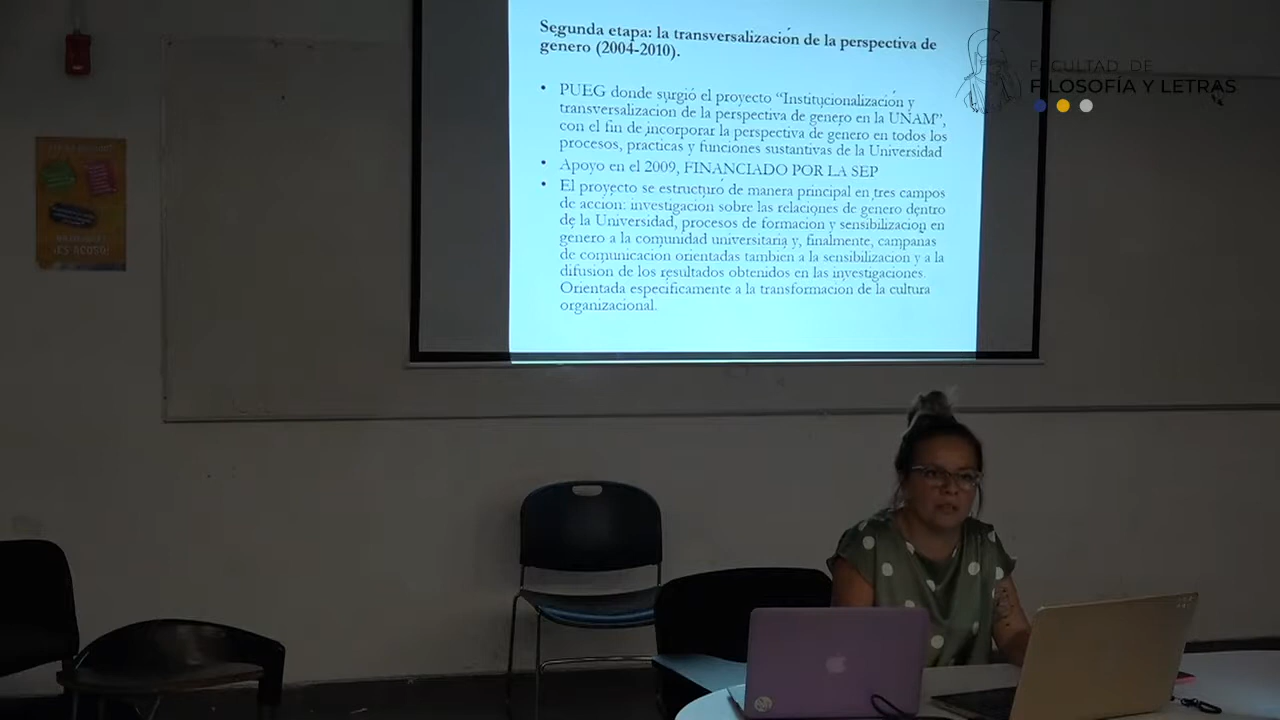 Segunda etapa: la transversalización de la perspectiva de
genero (2004-2010).
• PUEG donde surgió el proyecto “Institucionalización y
transversalizacion de la perspectiva de genero en la UNAM”,
con el fin de incorporar la perspectiva de genero en todos los
procesos, practicas y funciones sustantivas de la Universidad
• Apoyo en el 2009, FINANCIADO POR LA SEP
• El proyecto se estructuró de manera principal en tres campos
de acción: investigacion sobre las relaciones de genero dentro
de la Universidad, procesos de formacion y sensibilizacion en
genero a la comunidad universitaria y, finalmente, campanas
de comunicacion orientadas tambien a la sensibilizacion y a la
difusion de los resultados obtenidos en las investigaciones.
Orientada especificamente a la transformacion de la cultura
organizacional.
FACULTAD DE
FILOSOFÍA Y LETRAS
¡ES ACOSO!